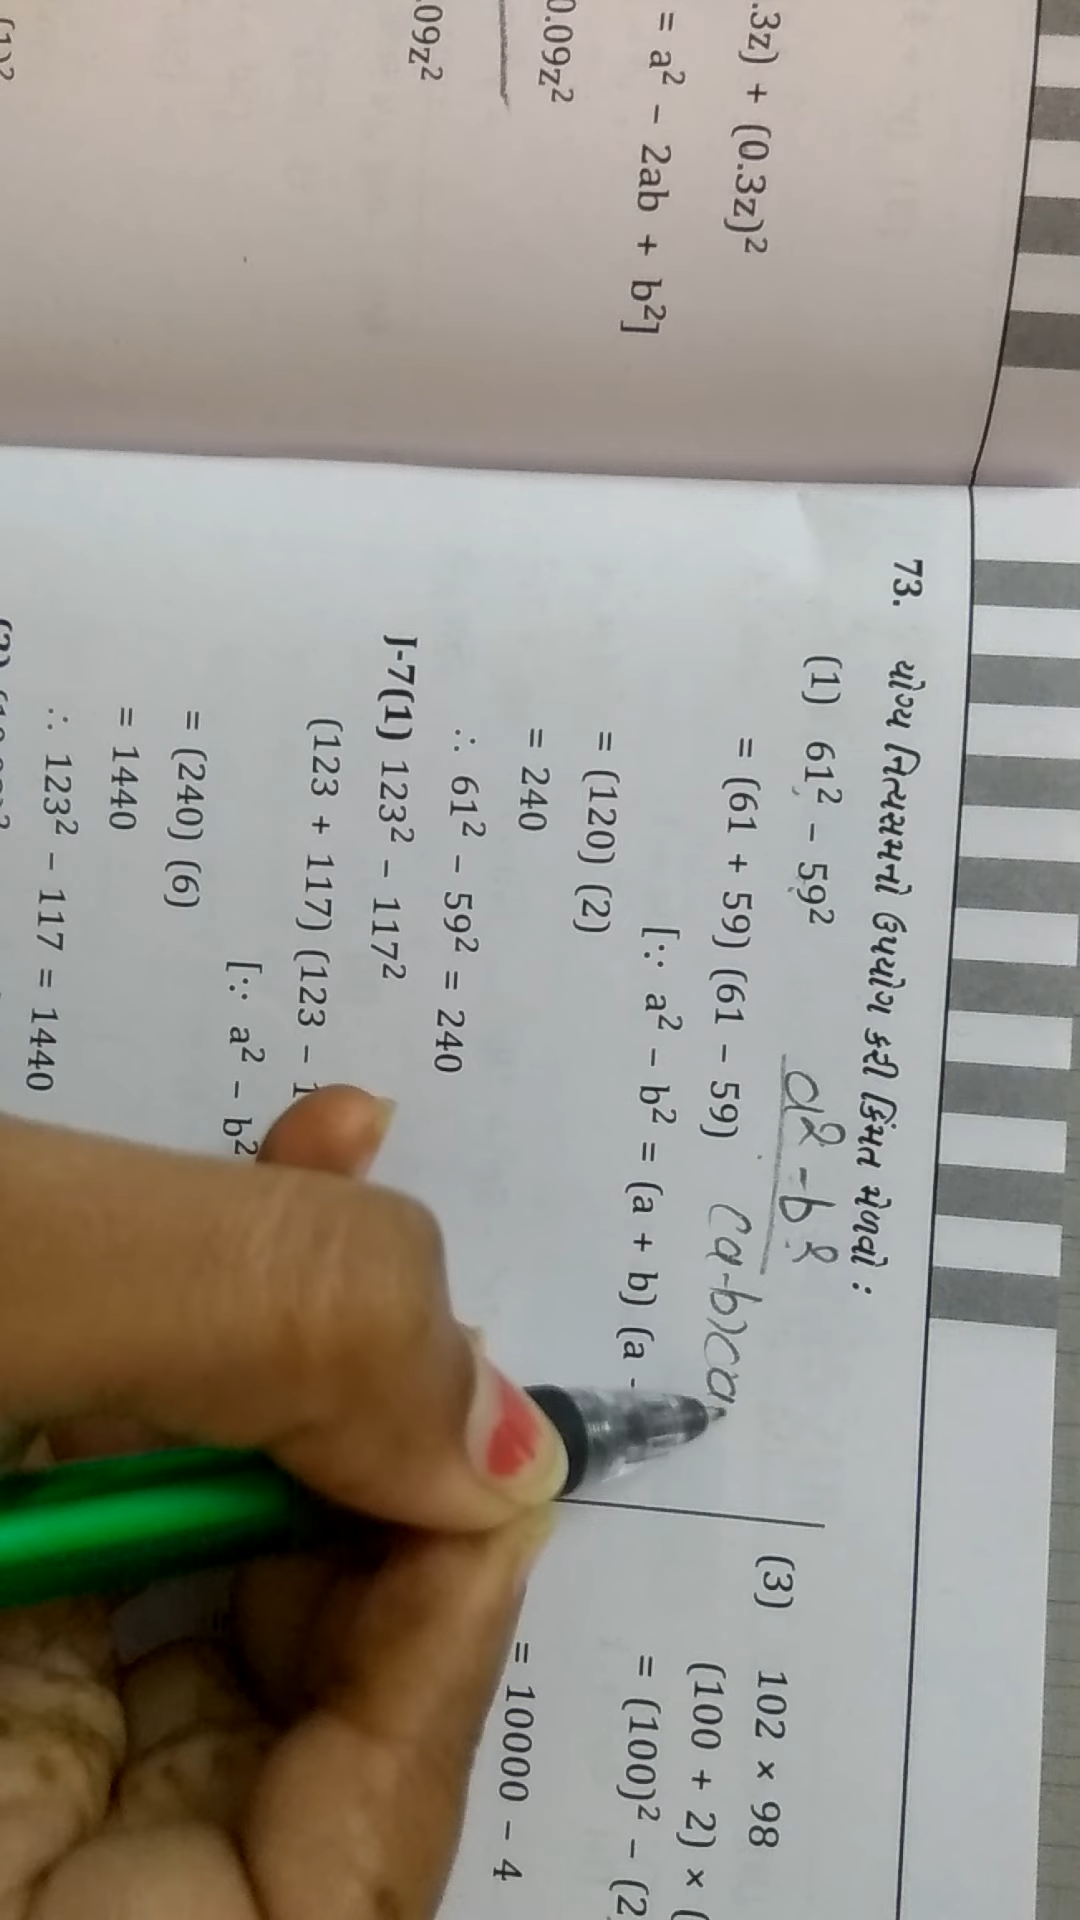 .3z) + (0.3z)²
= a² − 2ab + b²]
0.09z²
.09z²
(1)²
73. યોગ્ય નિત્યસમનો ઉપયોગ કરી કિંમત મેળવો :
a² - b²
(1) 61² − 59²
= (61 + 59) (61 − 59)
(a-b)(a
[∵ a² − b² = (a + b) (a -
= (120) (2)
= 240
∴ 61² − 59² = 240
J-7(1) 123² − 117²
(123 + 117) (123 − 1
[∵ a² − b²
= (240) (6)
= 1440
∴ 123² − 117 = 1440
(3) 102 × 98
(100 + 2) × (
= (100)² − (2
= 10000 − 4